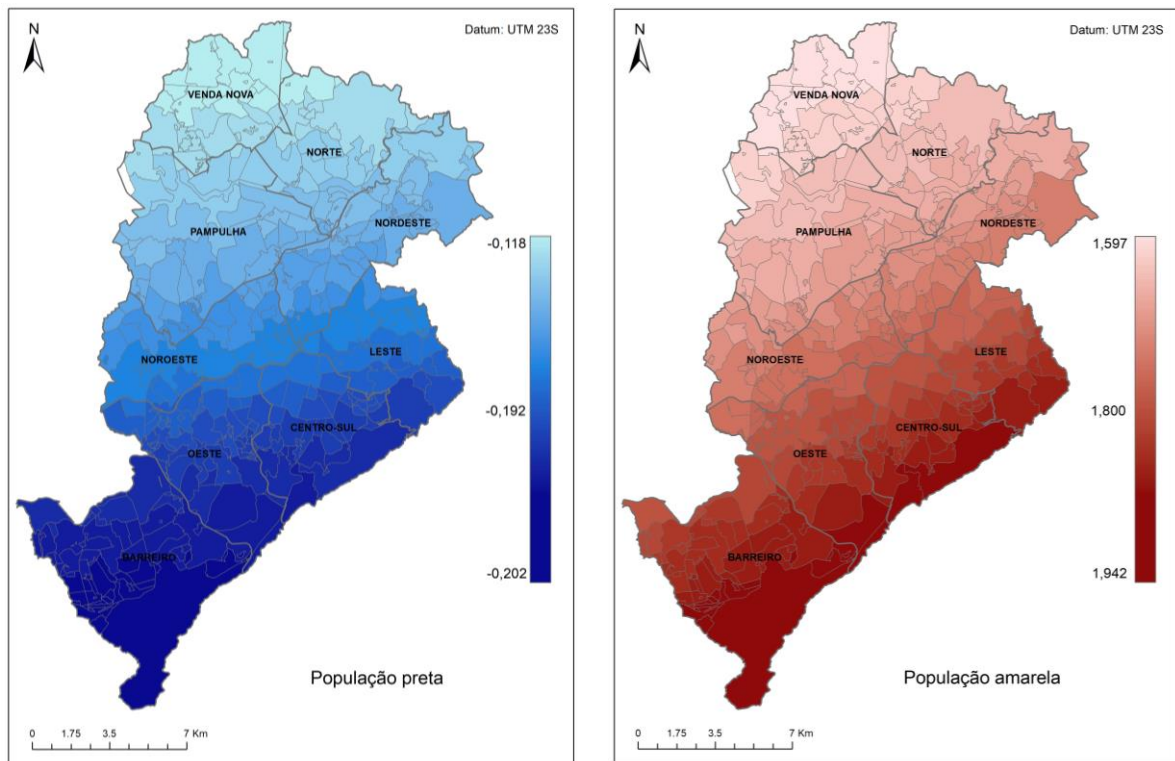 N
Datum: UTM 23S
VENDA NOVA
NORTE
PAMPULHA
NORDESTE
-0,118
NOROESTE
LESTE
-0,192
CENTRO-SUL
OESTE
BARREIRO
-0,202
População preta
0 1.75 3.5 7 Km
N
Datum: UTM 23S
VENDA NOVA
NORTE
PAMPULHA
NORDESTE
1,597
NOROESTE
LESTE
1,800
CENTRO-SUL
OESTE
BARREIRO
1,942
População amarela
0 1.75 3.5 7 Km